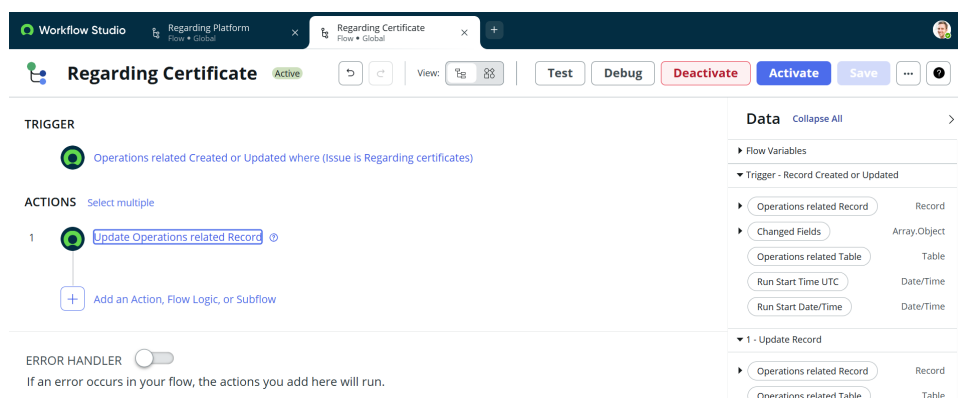 Workflow Studio
Regarding Platform
Flow • Global
Regarding Certificate
Flow • Global
Regarding Certificate
Active
View:
Test
Debug
Deactivate
Activate
Save
TRIGGER
Operations related Created or Updated where (Issue is Regarding certificates)
ACTIONS Select multiple
1 Update Operations related Record
Add an Action, Flow Logic, or Subflow
ERROR HANDLER
If an error occurs in your flow, the actions you add here will run.
Data Collapse All
Flow Variables
Trigger - Record Created or Updated
Operations related Record Record
Changed Fields Array.Object
Operations related Table Table
Run Start Time UTC Date/Time
Run Start Date/Time Date/Time
1 - Update Record
Operations related Record Record
Operations related Table Table